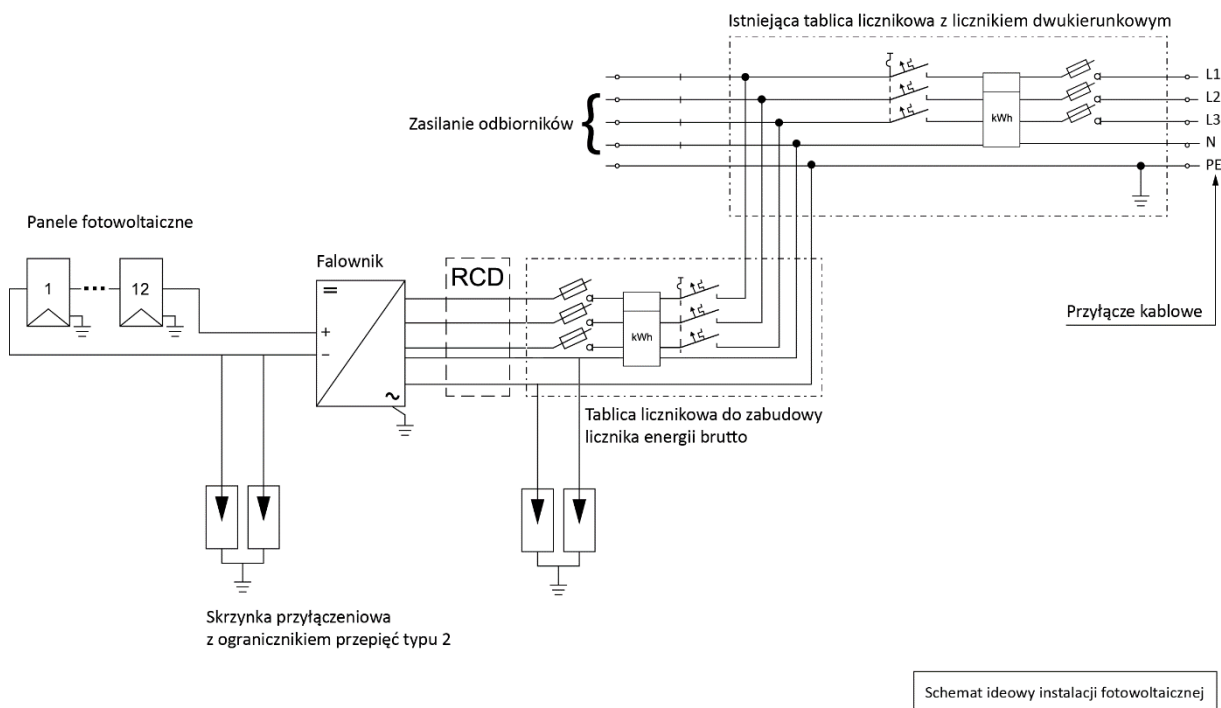 Istniejąca tablica licznikowa z licznikiem dwukierunkowym
L1
L2
L3
N
PE
kWh
Zasilanie odbiorników
Panele fotowoltaiczne
1
12
Falownik
+
−
RCD
kWh
Przyłącze kablowe
Tablica licznikowa do zabudowy
licznika energii brutto
Skrzynka przyłączeniowa
z ogranicznikiem przepięć typu 2
Schemat ideowy instalacji fotowoltaicznej